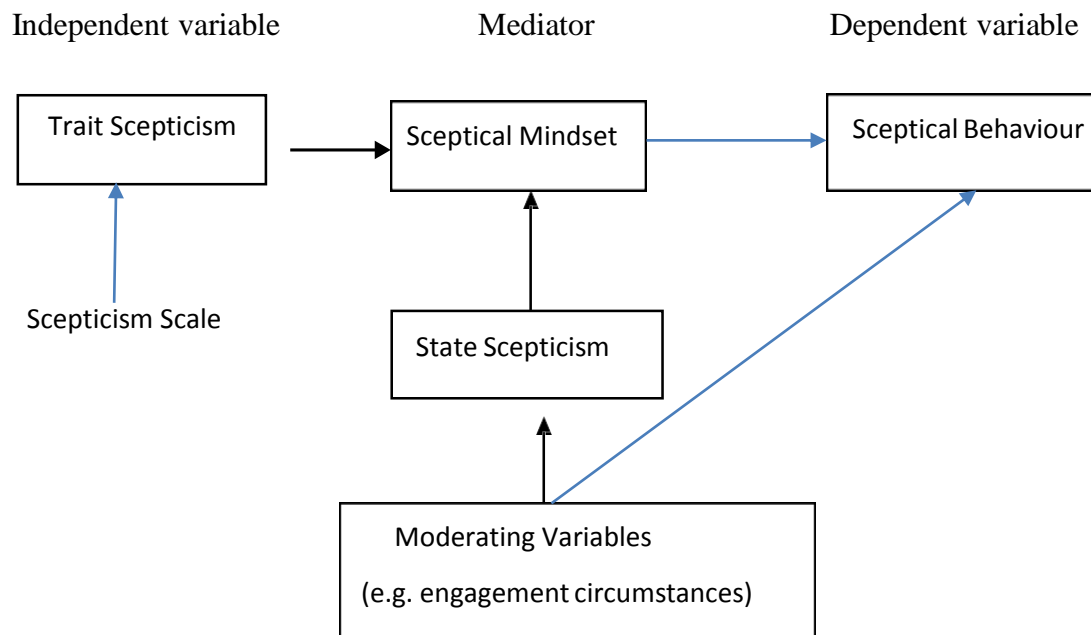 Independent variable
Mediator
Dependent variable
Trait Scepticism
Sceptical Mindset
Sceptical Behaviour
Scepticism Scale
State Scepticism
Moderating Variables
(e.g. engagement circumstances)